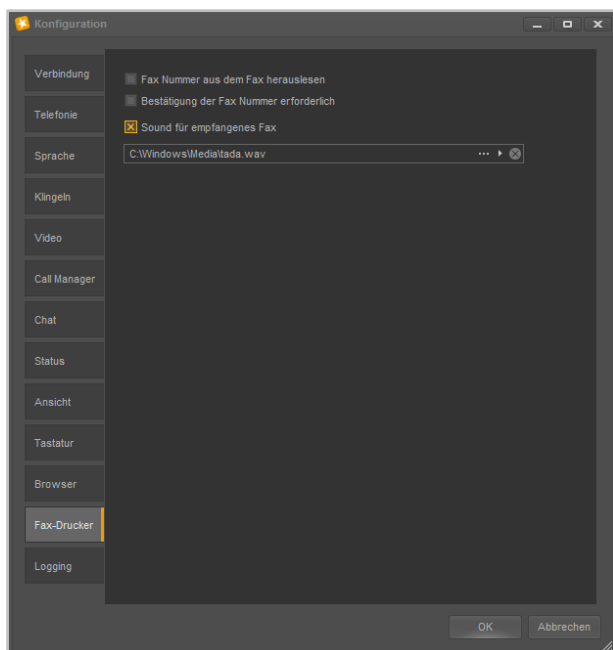 Konfiguration
Verbindung
Telefonie
Sprache
Klingeln
Video
Call Manager
Chat
Status
Ansicht
Tastatur
Browser
Fax-Drucker
Logging
Fax Nummer aus dem Fax herauslesen
Bestätigung der Fax Nummer erforderlich
Sound für empfangenes Fax
C:\Windows\Media\tada.wav
OK
Abbrechen